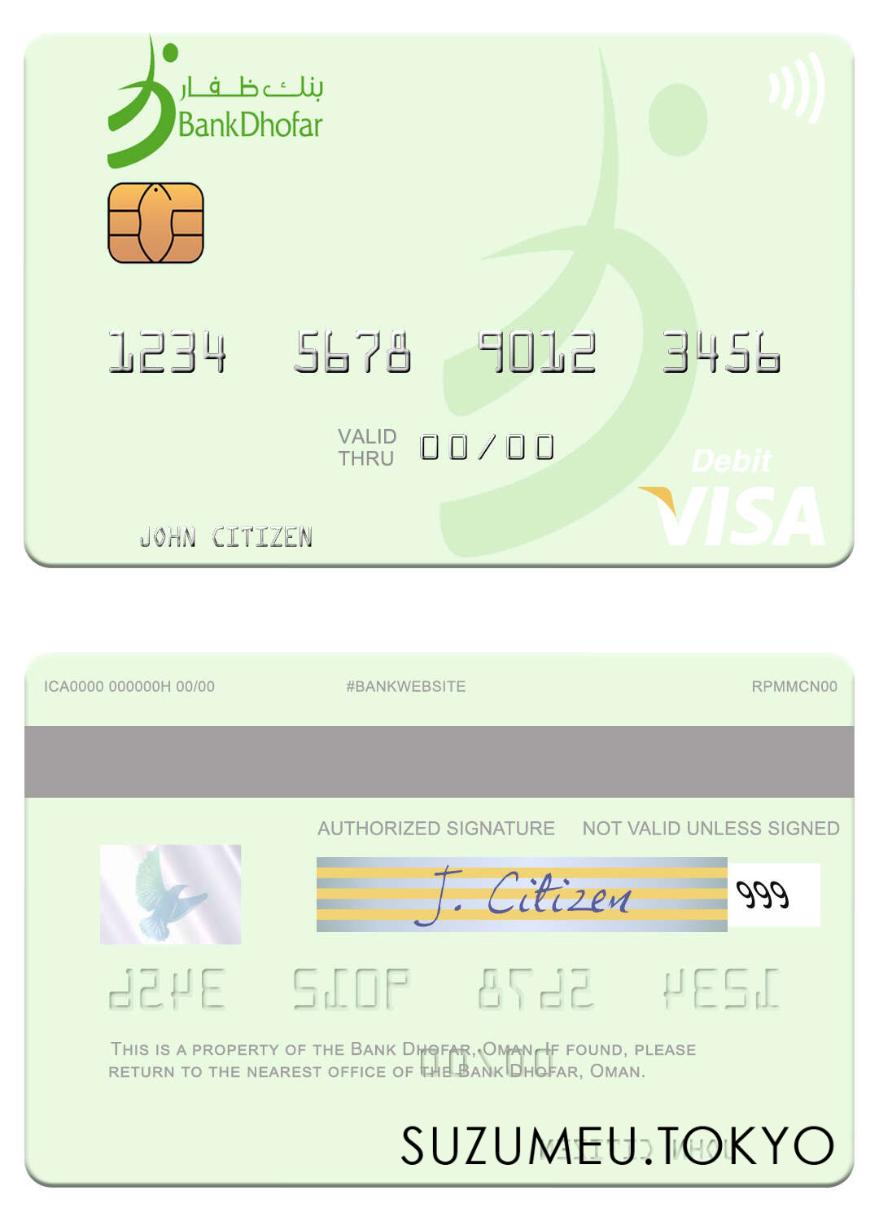 بنك ظفار
BankDhofar
1234 5678 9012 3456
VALID THRU 00/00
Debit
VISA
JOHN CITIZEN
ICA0000 000000H 00/00 #BANKWEBSITE RPMMCN00
AUTHORIZED SIGNATURE NOT VALID UNLESS SIGNED
J. Citizen 999
THIS IS A PROPERTY OF THE BANK DHOFAR, OMAN. IF FOUND, PLEASE
RETURN TO THE NEAREST OFFICE OF THE BANK DHOFAR, OMAN.
SUZUMEU.TOKYO